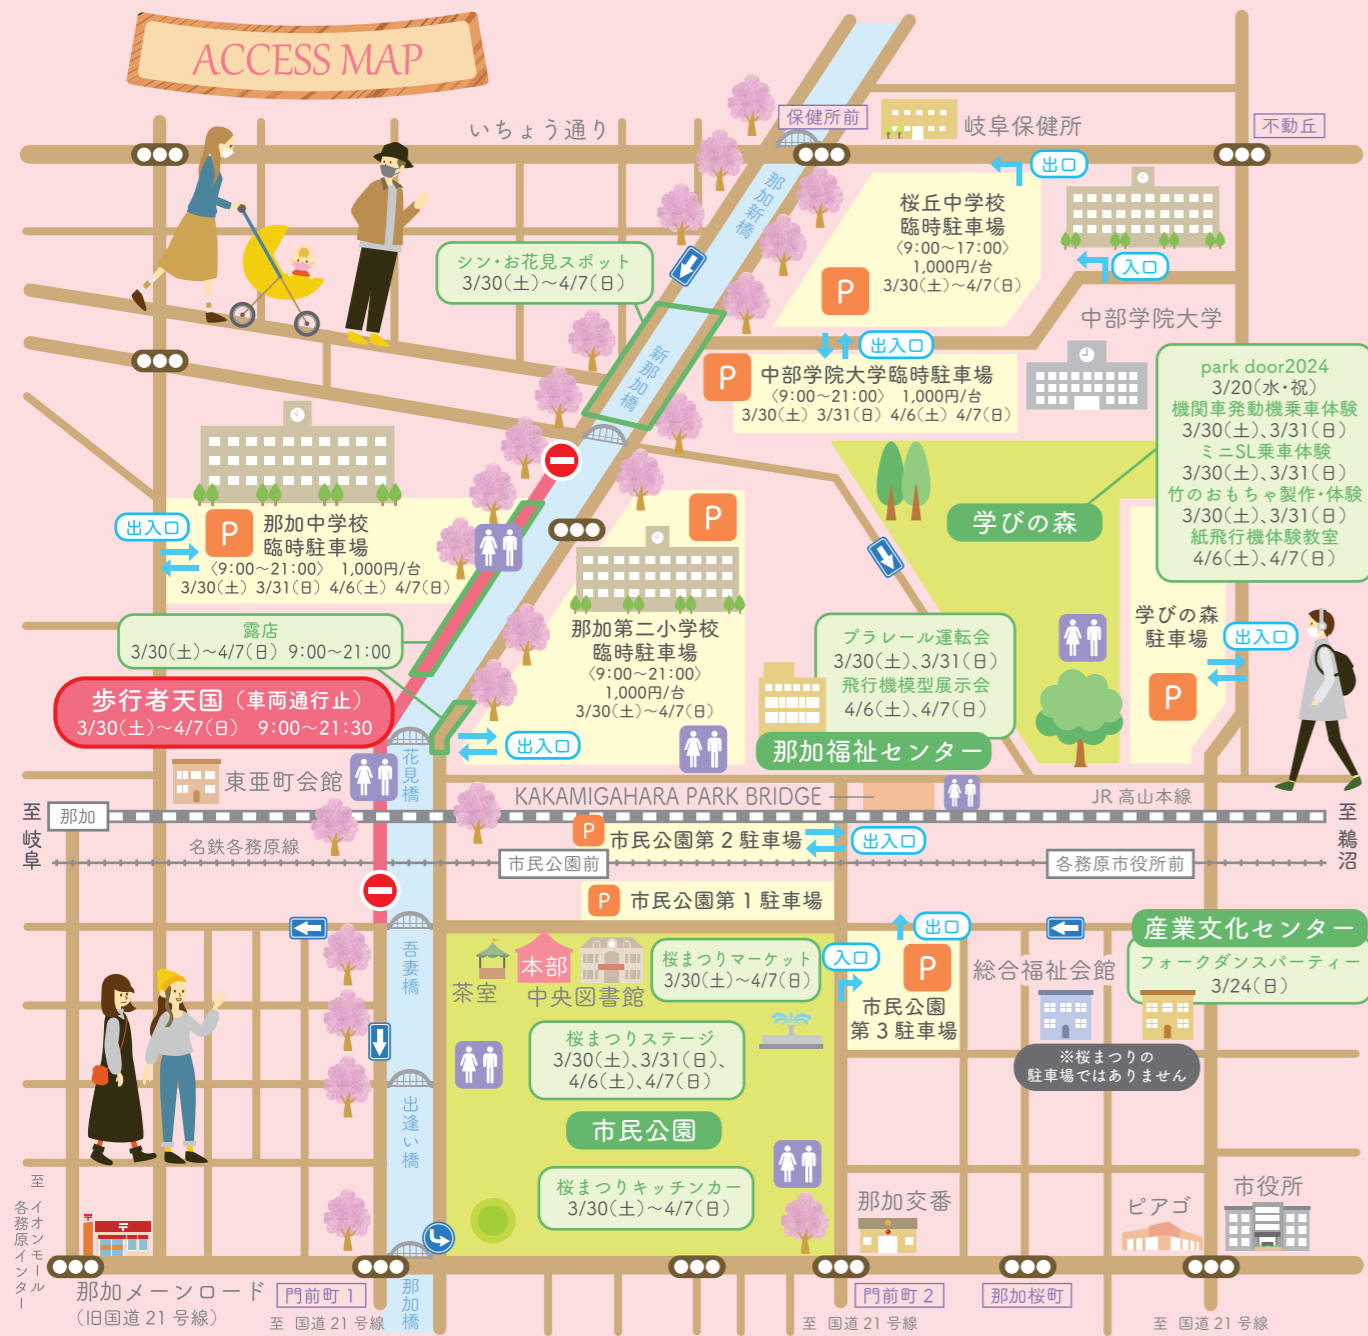 ACCESS MAP
いちょう通り
保健所前
岐阜保健所
不動丘
出口
那加新橋
桜丘中学校
臨時駐車場
〈9:00〜17:00〉
1,000円/台
3/30(土)〜4/7(日)
P
入口
シン・お花見スポット
3/30(土)〜4/7(日)
中部学院大学
出入口
新那加橋
P
中部学院大学臨時駐車場
〈9:00〜21:00〉 1,000円/台
3/30(土) 3/31(日) 4/6(土) 4/7(日)
park door2024
3/20(水・祝)
機関車発動機乗車体験
3/30(土)、3/31(日)
ミニSL乗車体験
3/30(土)、3/31(日)
竹のおもちゃ製作・体験
3/30(土)、3/31(日)
紙飛行機体験教室
4/6(土)、4/7(日)
学びの森
出入口
P
那加中学校
臨時駐車場
〈9:00〜21:00〉 1,000円/台
3/30(土) 3/31(日) 4/6(土) 4/7(日)
P
那加第二小学校
臨時駐車場
〈9:00〜21:00〉
1,000円/台
3/30(土)〜4/7(日)
出入口
露店
3/30(土)〜4/7(日) 9:00〜21:00
歩行者天国(車両通行止)
3/30(土)〜4/7(日) 9:00〜21:30
プラレール運転会
3/30(土)、3/31(日)
飛行機模型展示会
4/6(土)、4/7(日)
那加福祉センター
学びの森
駐車場
出入口
P
花見橋
東亜町会館
KAKAMIGAHARA PARK BRIDGE
JR 高山本線
至 岐阜
那加
至 鵜沼
名鉄各務原線
P
市民公園第 2 駐車場
出入口
市民公園前
各務原市役所前
P
市民公園第 1 駐車場
吾妻橋
茶室
本部
中央図書館
桜まつりマーケット
3/30(土)〜4/7(日)
入口
出口
P
市民公園
第 3 駐車場
総合福祉会館
産業文化センター
フォークダンスパーティー
3/24(日)
※桜まつりの
駐車場ではありません
桜まつりステージ
3/30(土)、3/31(日)、
4/6(土)、4/7(日)
市民公園
出逢い橋
桜まつりキッチンカー
3/30(土)〜4/7(日)
那加交番
ピアゴ
市役所
至 イオンモール
各務原インター
〒
〒
那加メーンロード
(旧国道 21 号線)
門前町 1
至 国道 21 号線
那加橋
門前町 2
至 国道 21 号線
那加桜町
至 国道 21 号線